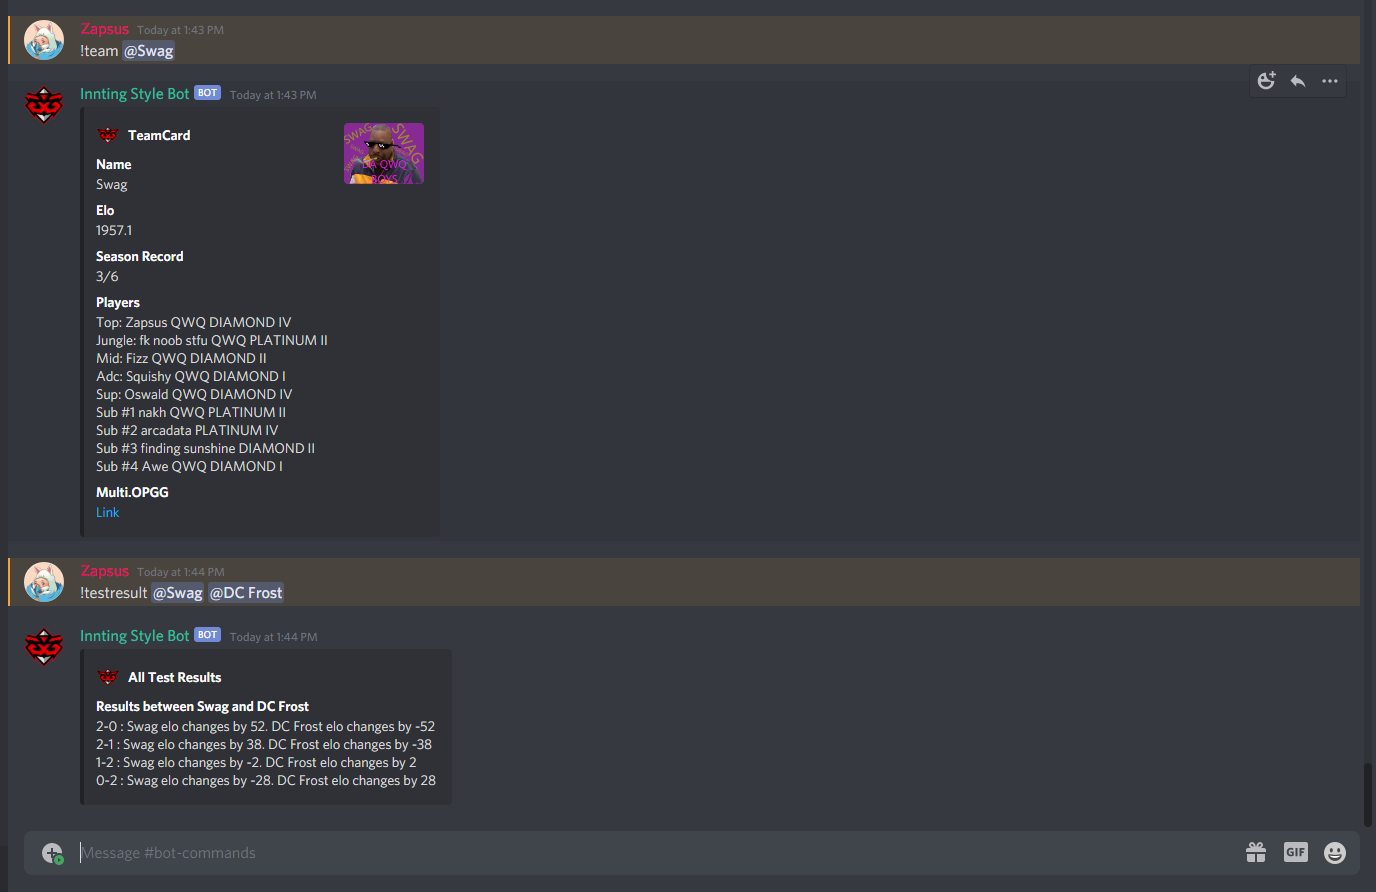 Zapsus Today at 1:43 PM
!team @Swag
Innting Style Bot BOT Today at 1:43 PM
TeamCard
SWAG SWAG
DA QWQ
BOYS
Name
Swag
Elo
1957.1
Season Record
3/6
Players
Top: Zapsus QWQ DIAMOND IV
Jungle: fk noob stfu QWQ PLATINUM II
Mid: Fizz QWQ DIAMOND II
Adc: Squishy QWQ DIAMOND I
Sup: Oswald QWQ DIAMOND IV
Sub #1 nakh QWQ PLATINUM II
Sub #2 arcadata PLATINUM IV
Sub #3 finding sunshine DIAMOND II
Sub #4 Awe QWQ DIAMOND I
Multi.OPGG
Link
Zapsus Today at 1:44 PM
!testresult @Swag @DC Frost
Innting Style Bot BOT Today at 1:44 PM
All Test Results
Results between Swag and DC Frost
2-0 : Swag elo changes by 52. DC Frost elo changes by -52
2-1 : Swag elo changes by 38. DC Frost elo changes by -38
1-2 : Swag elo changes by -2. DC Frost elo changes by 2
0-2 : Swag elo changes by -28. DC Frost elo changes by 28
Message #bot-commands
GIF